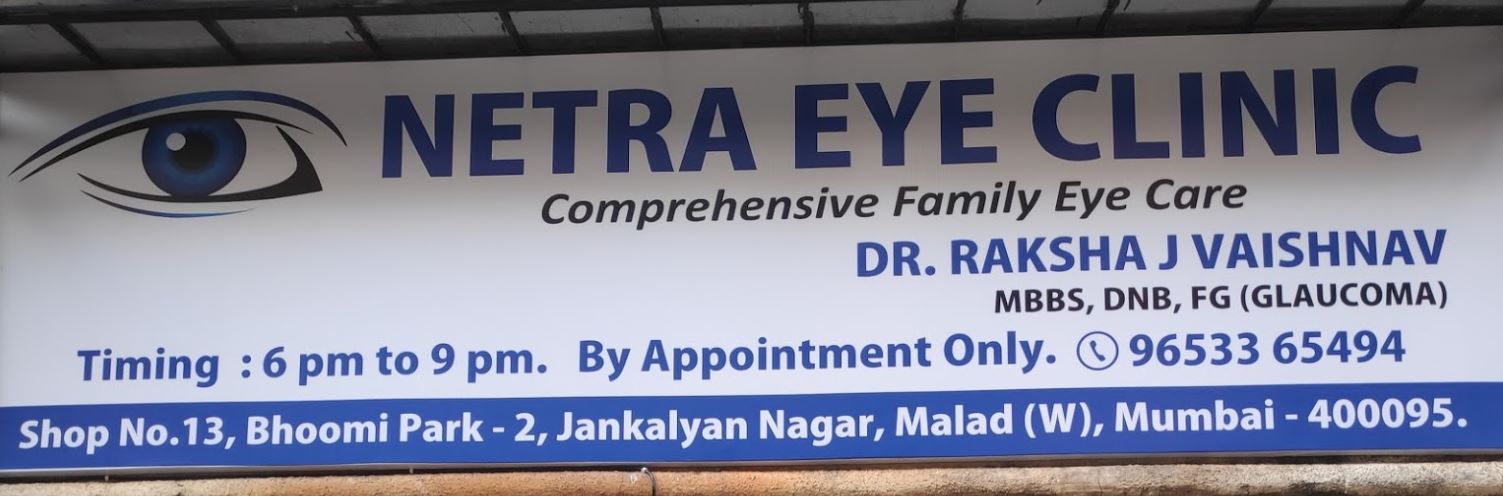 NETRA EYE CLINIC
Comprehensive Family Eye Care
DR. RAKSHA J VAISHNAV
MBBS, DNB, FG (GLAUCOMA)
Timing : 6 pm to 9 pm. By Appointment Only. 96533 65494
Shop No.13, Bhoomi Park - 2, Jankalyan Nagar, Malad (W), Mumbai - 400095.